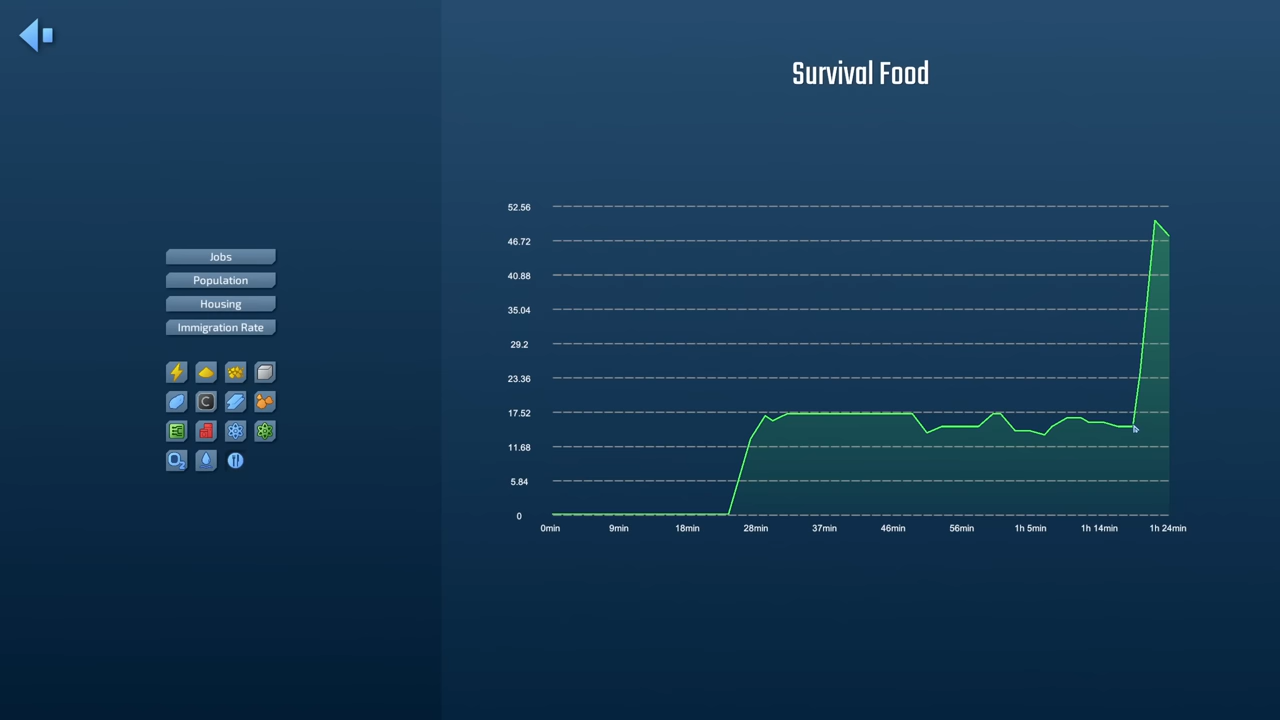 Survival Food
Jobs
Population
Housing
Immigration Rate
C
O2
52.56
46.72
40.88
35.04
29.2
23.36
17.52
11.68
5.84
0
0min 9min 18min 28min 37min 46min 56min 1h 5min 1h 14min 1h 24min